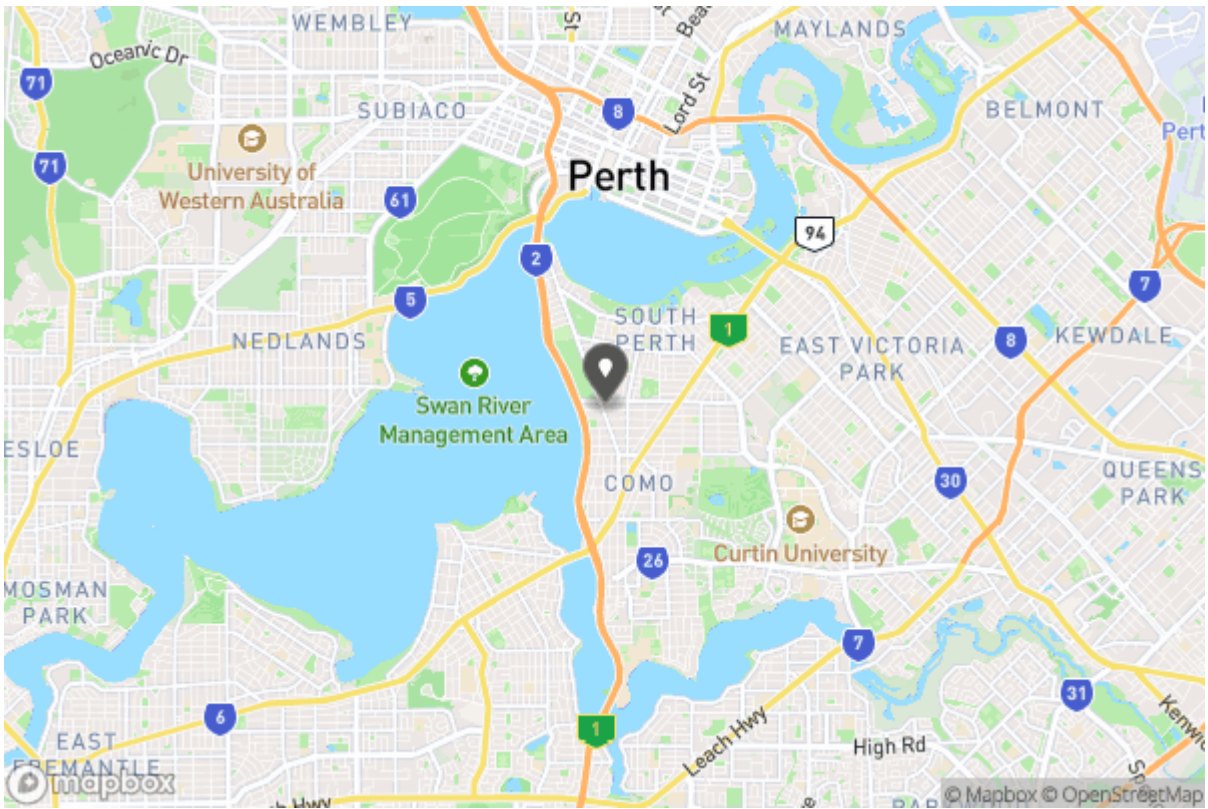 WEMBLEY
St
Oceanic Dr
MAYLANDS
71
8
Lord St
SUBIACO
BELMONT
71
University of
Western Australia
Perth
61
94
2
5
7
SOUTH
PERTH
1
NEDLANDS
EAST VICTORIA
PARK
8
KEWDALE
Swan River
Management Area
ESLOE
COMO
30
QUEENS
PARK
Curtin University
26
MOSMAN
PARK
7
31
6
1
Leach Hwy
High Rd
EAST
FREMANTLE
mapbox
Hwy
© Mapbox © OpenStreetMap